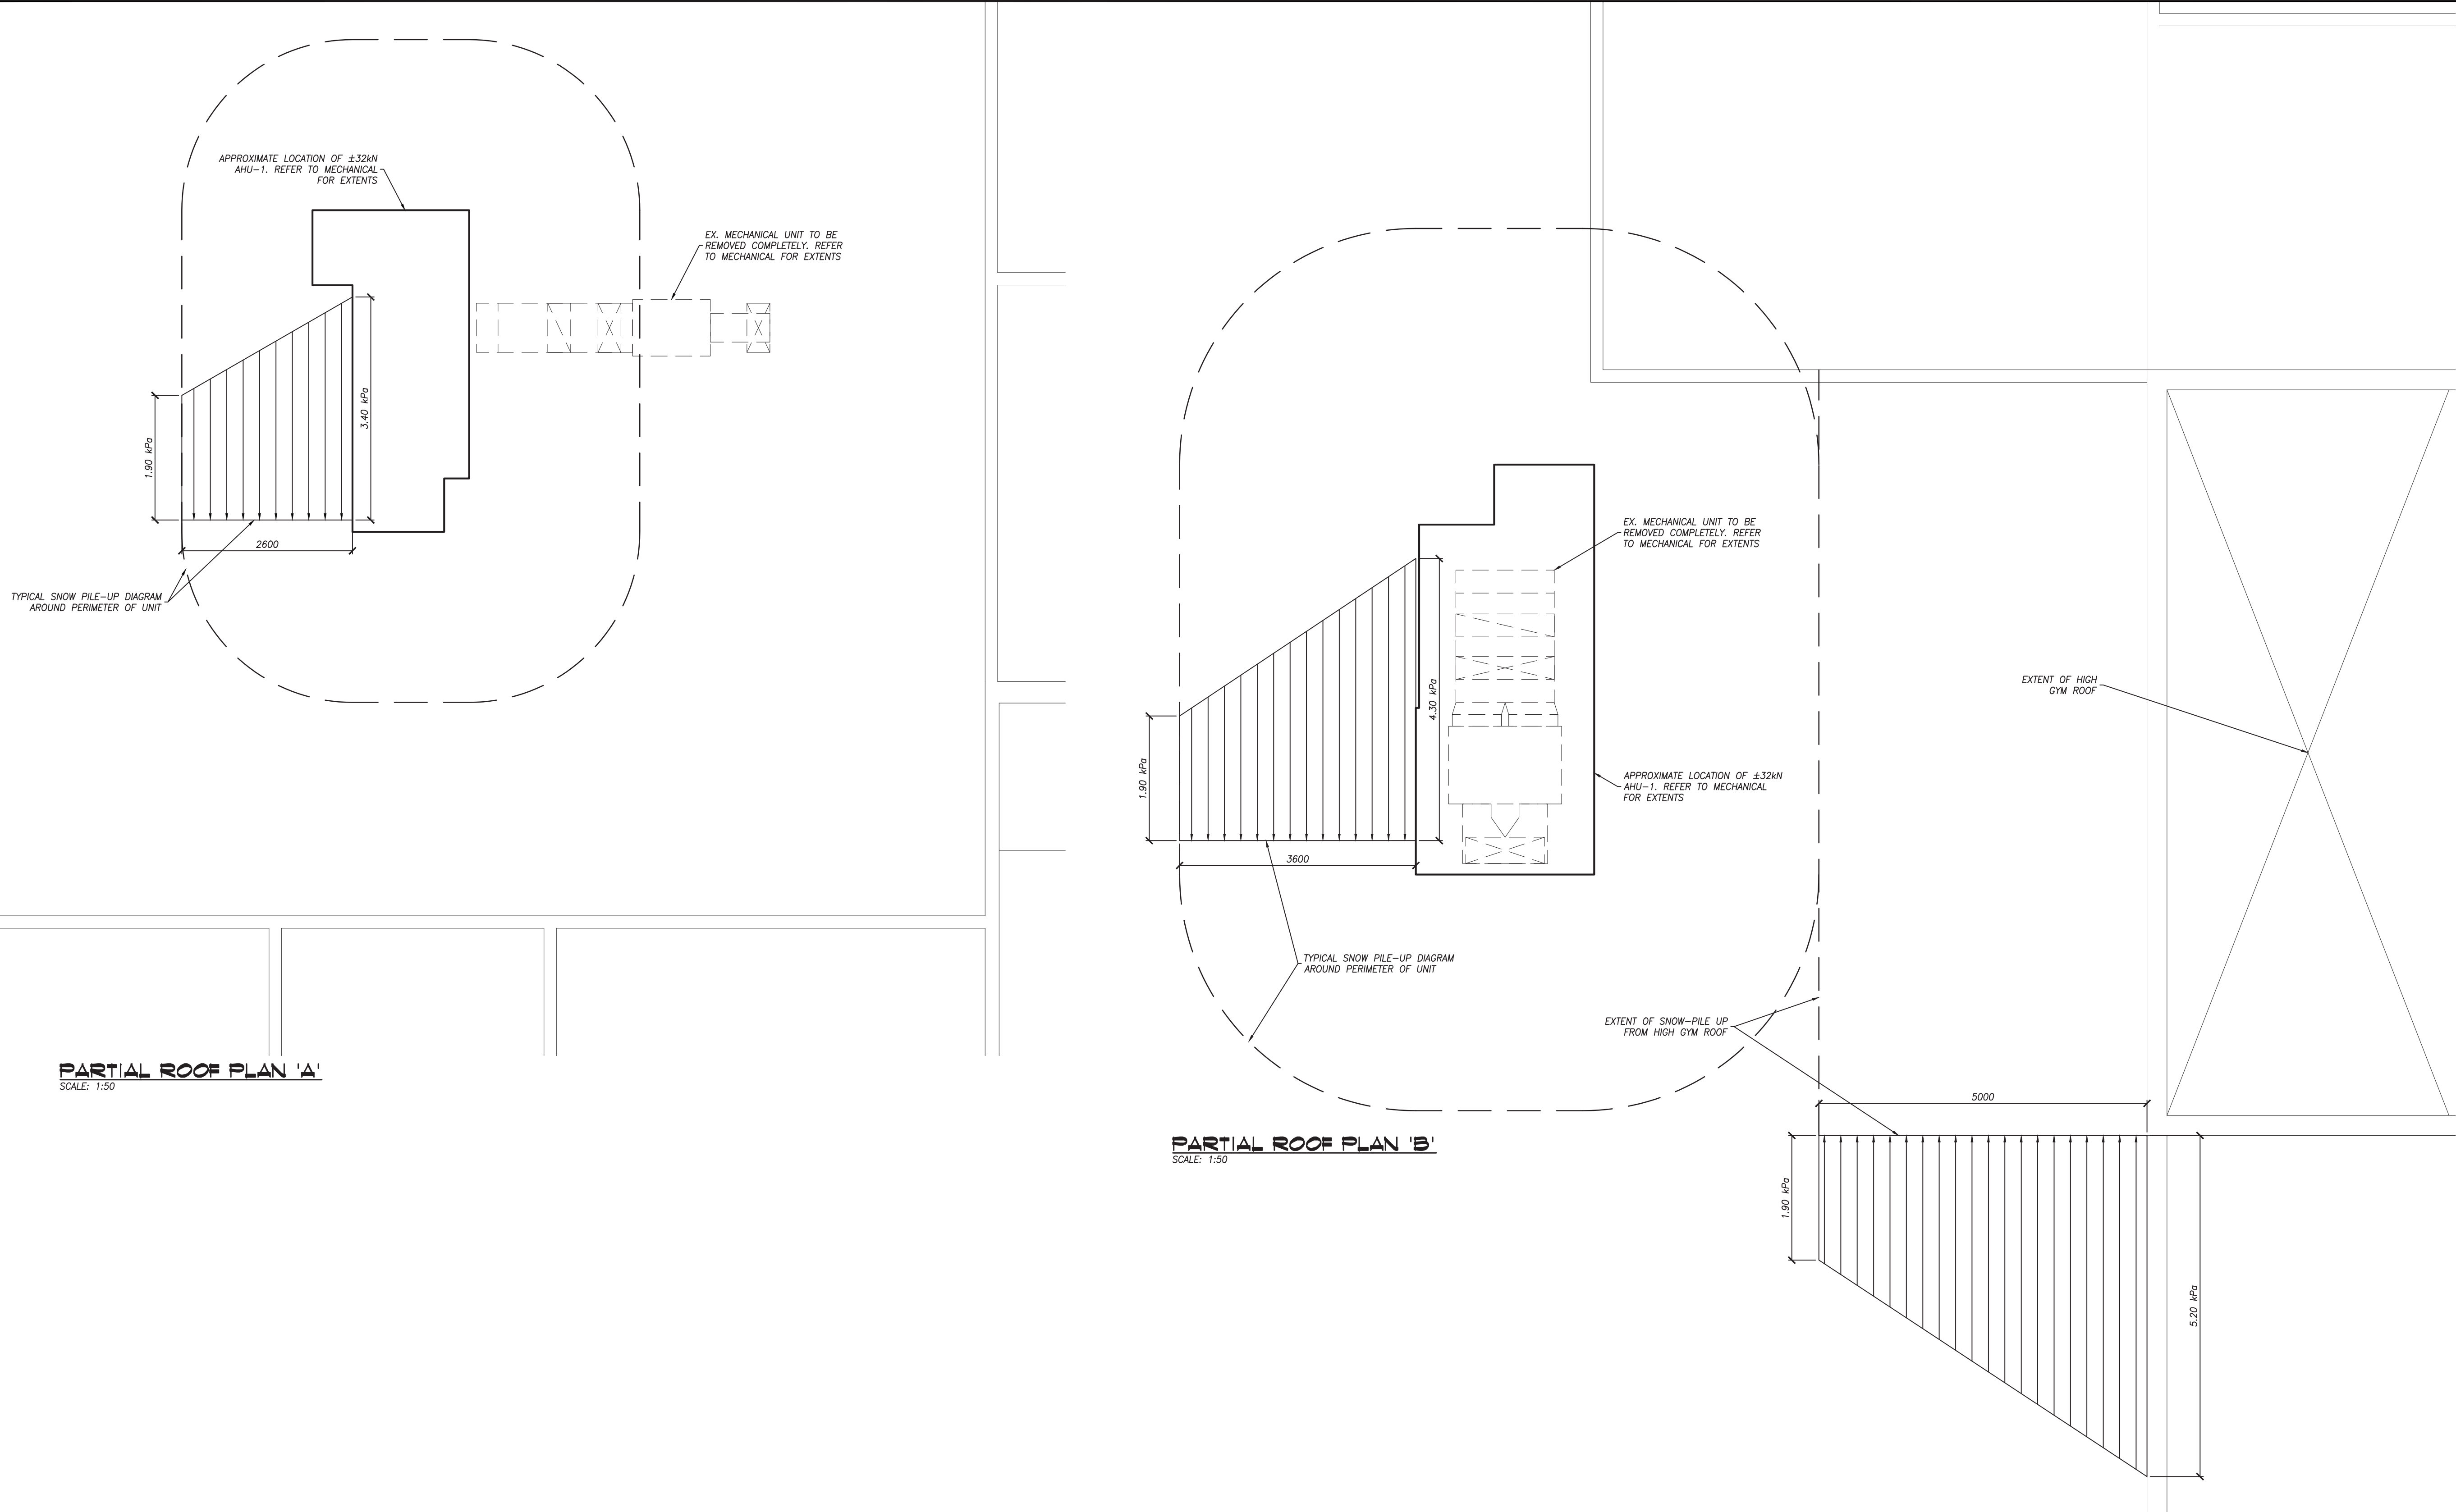 APPROXIMATE LOCATION OF ±32kN
AHU-1. REFER TO MECHANICAL
FOR EXTENTS
EX. MECHANICAL UNIT TO BE
REMOVED COMPLETELY. REFER
TO MECHANICAL FOR EXTENTS
3.40 kPa
1.90 kPa
2600
TYPICAL SNOW PILE-UP DIAGRAM
AROUND PERIMETER OF UNIT
PARTIAL ROOF PLAN 'A'
SCALE: 1:50
EX. MECHANICAL UNIT TO BE
REMOVED COMPLETELY. REFER
TO MECHANICAL FOR EXTENTS
4.30 kPa
1.90 kPa
APPROXIMATE LOCATION OF ±32kN
AHU-1. REFER TO MECHANICAL
FOR EXTENTS
3600
TYPICAL SNOW PILE-UP DIAGRAM
AROUND PERIMETER OF UNIT
EXTENT OF HIGH
GYM ROOF
EXTENT OF SNOW-PILE UP
FROM HIGH GYM ROOF
5000
1.90 kPa
5.20 kPa
PARTIAL ROOF PLAN 'B'
SCALE: 1:50